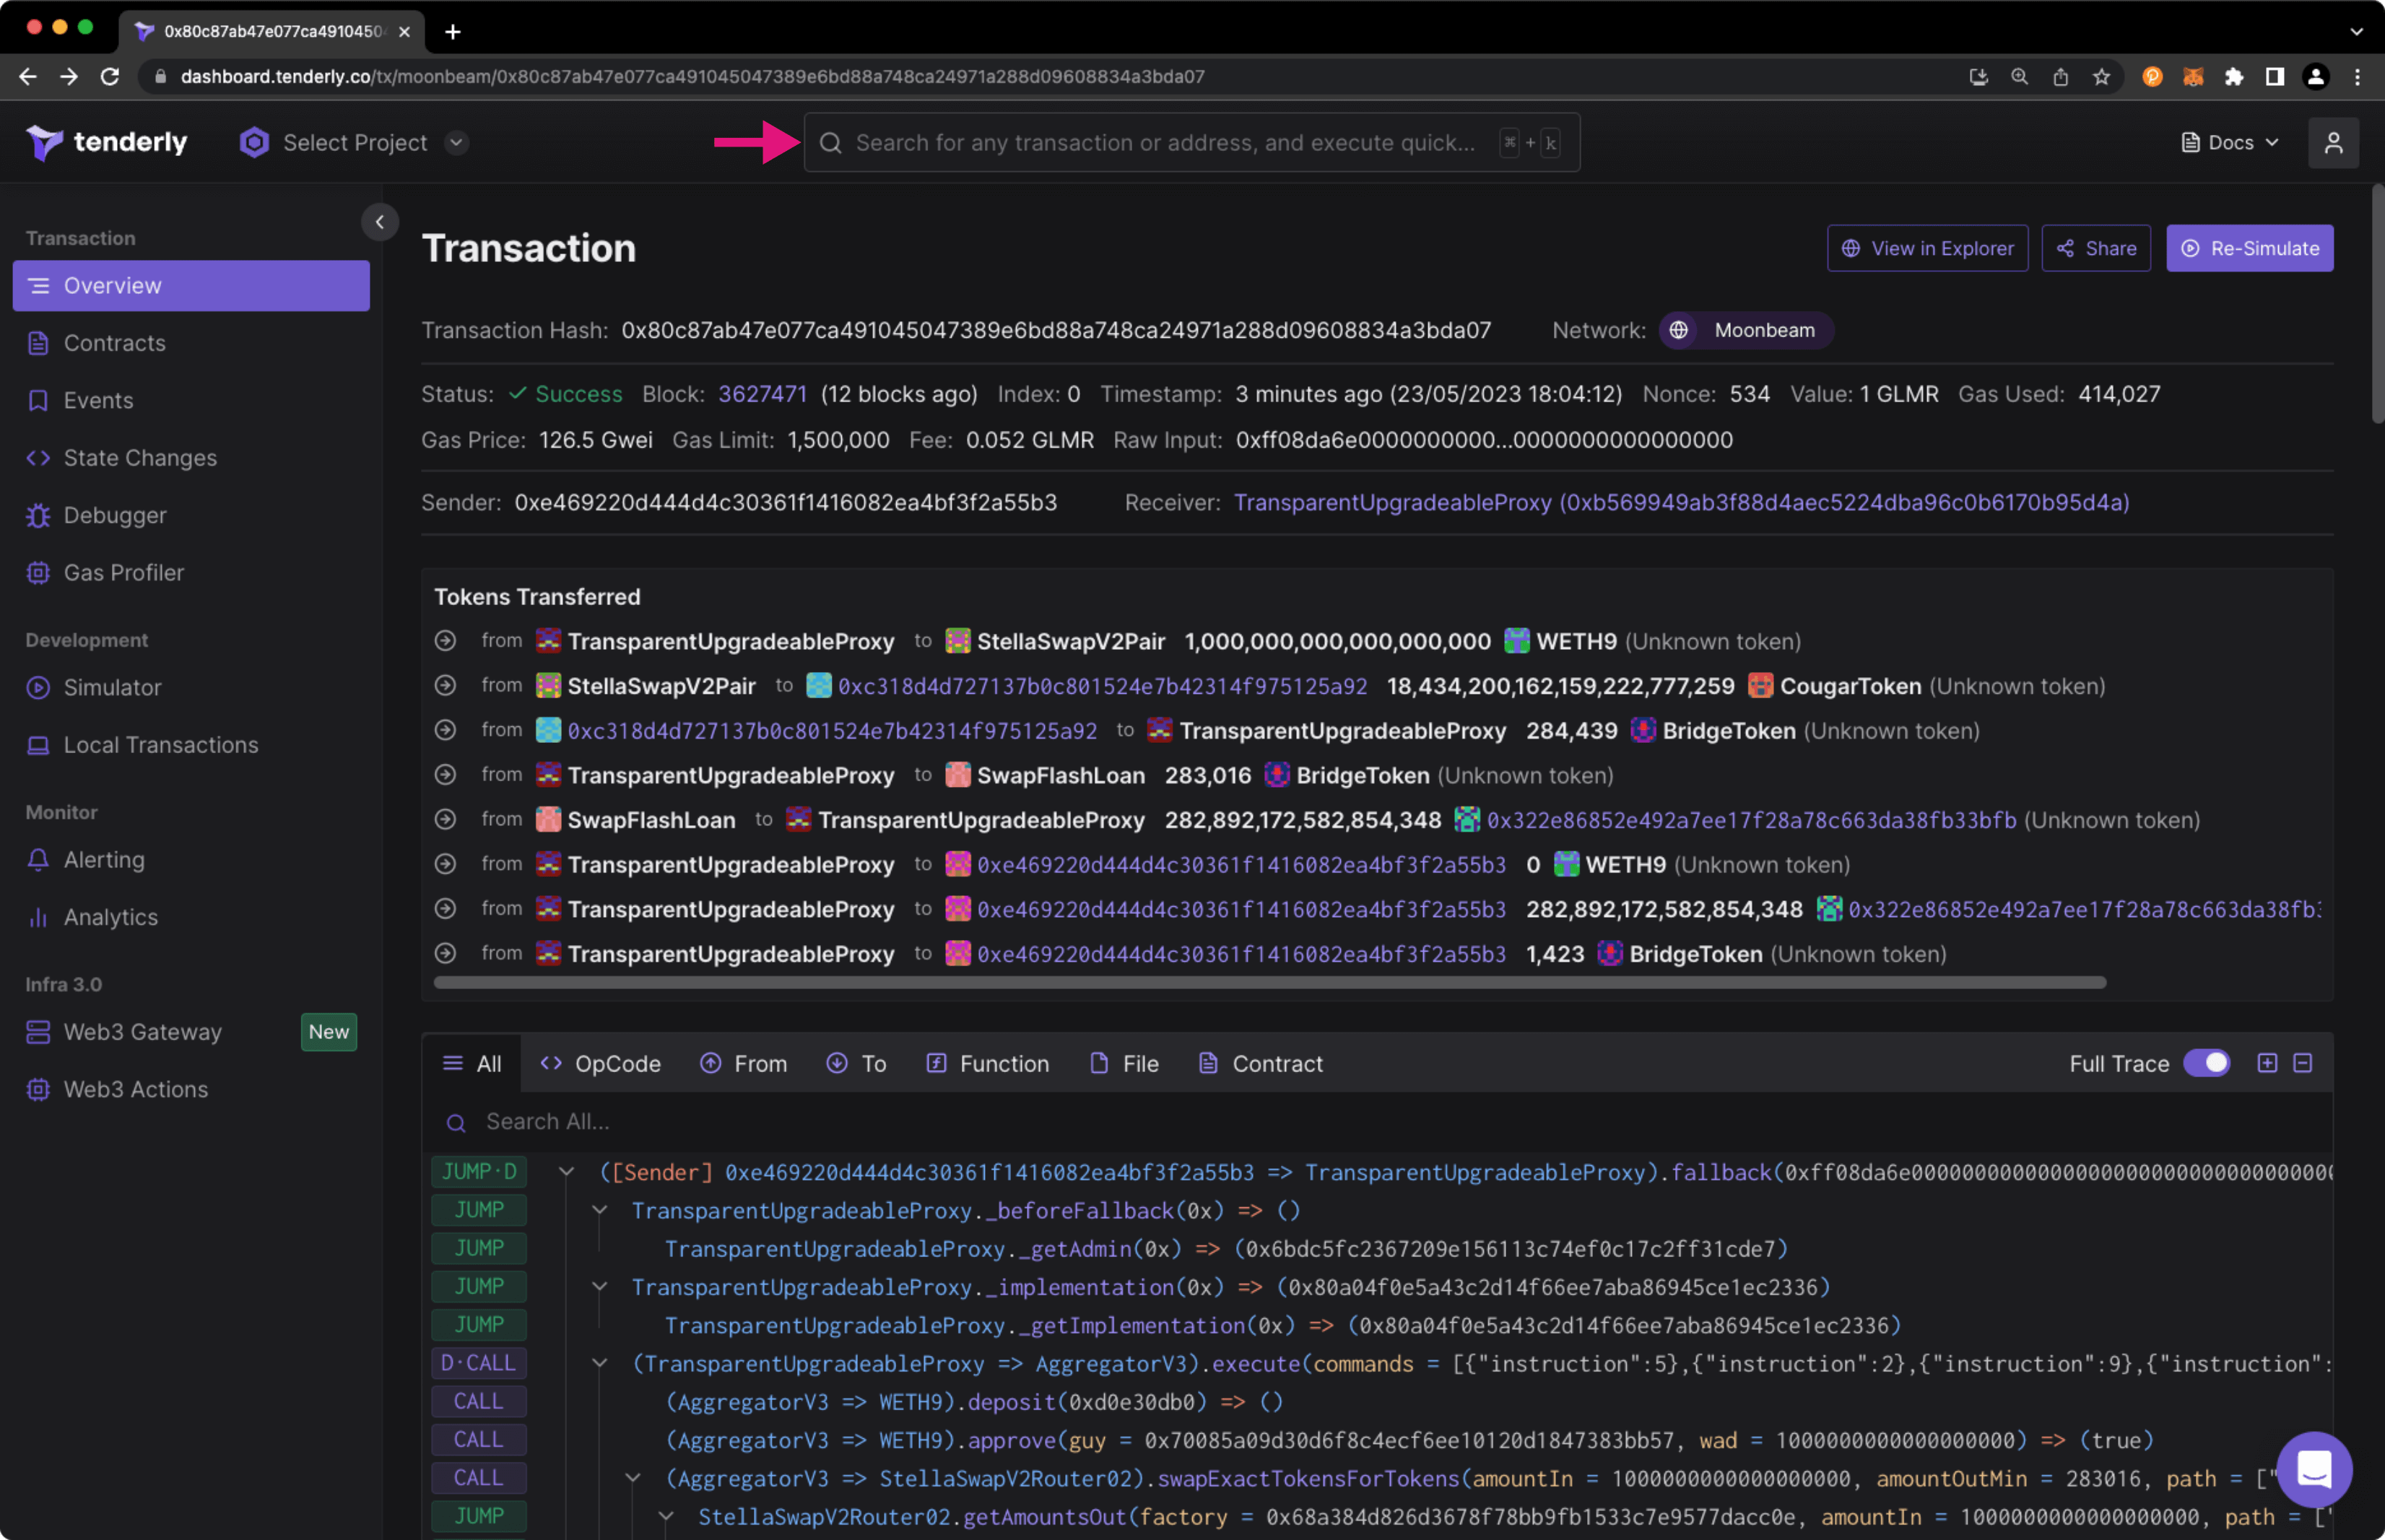 0x80c87ab47e077ca4910450
dashboard.tenderly.co/tx/moonbeam/0x80c87ab47e077ca491045047389e6bd88a748ca24971a288d09608834a3bda07
tenderly
Select Project
Search for any transaction or address, and execute quick... ⌘ + k
Docs
Transaction
Overview
Contracts
Events
State Changes
Debugger
Gas Profiler
Development
Simulator
Local Transactions
Monitor
Alerting
Analytics
Infra 3.0
Web3 Gateway New
Web3 Actions
Transaction
View in Explorer
Share
Re-Simulate
Transaction Hash: 0x80c87ab47e077ca491045047389e6bd88a748ca24971a288d09608834a3bda07 Network: Moonbeam
Status: Success Block: 3627471 (12 blocks ago) Index: 0 Timestamp: 3 minutes ago (23/05/2023 18:04:12) Nonce: 534 Value: 1 GLMR Gas Used: 414,027
Gas Price: 126.5 Gwei Gas Limit: 1,500,000 Fee: 0.052 GLMR Raw Input: 0xff08da6e0000000000...0000000000000000
Sender: 0xe469220d444d4c30361f1416082ea4bf3f2a55b3 Receiver: TransparentUpgradeableProxy (0xb569949ab3f88d4aec5224dba96c0b6170b95d4a)
Tokens Transferred
from TransparentUpgradeableProxy to StellaSwapV2Pair 1,000,000,000,000,000,000 WETH9 (Unknown token)
from StellaSwapV2Pair to 0xc318d4d727137b0c801524e7b42314f975125a92 18,434,200,162,159,222,777,259 CougarToken (Unknown token)
from 0xc318d4d727137b0c801524e7b42314f975125a92 to TransparentUpgradeableProxy 284,439 BridgeToken (Unknown token)
from TransparentUpgradeableProxy to SwapFlashLoan 283,016 BridgeToken (Unknown token)
from SwapFlashLoan to TransparentUpgradeableProxy 282,892,172,582,854,348 0x322e86852e492a7ee17f28a78c663da38fb33bfb (Unknown token)
from TransparentUpgradeableProxy to 0xe469220d444d4c30361f1416082ea4bf3f2a55b3 0 WETH9 (Unknown token)
from TransparentUpgradeableProxy to 0xe469220d444d4c30361f1416082ea4bf3f2a55b3 282,892,172,582,854,348 0x322e86852e492a7ee17f28a78c663da38fb3
from TransparentUpgradeableProxy to 0xe469220d444d4c30361f1416082ea4bf3f2a55b3 1,423 BridgeToken (Unknown token)
All OpCode From To Function File Contract Full Trace
Search All...
JUMP·D ([Sender] 0xe469220d444d4c30361f1416082ea4bf3f2a55b3 => TransparentUpgradeableProxy).fallback(0xff08da6e00000000000000000000000000000000
JUMP TransparentUpgradeableProxy._beforeFallback(0x) => ()
JUMP TransparentUpgradeableProxy._getAdmin(0x) => (0x6bdc5fc2367209e156113c74ef0c17c2ff31cde7)
JUMP TransparentUpgradeableProxy._implementation(0x) => (0x80a04f0e5a43c2d14f66ee7aba86945ce1ec2336)
JUMP TransparentUpgradeableProxy._getImplementation(0x) => (0x80a04f0e5a43c2d14f66ee7aba86945ce1ec2336)
D·CALL (TransparentUpgradeableProxy => AggregatorV3).execute(commands = [{"instruction":5},{"instruction":2},{"instruction":9},{"instruction":
CALL (AggregatorV3 => WETH9).deposit(0xd0e30db0) => ()
CALL (AggregatorV3 => WETH9).approve(guy = 0x70085a09d30d6f8c4ecf6ee10120d1847383bb57, wad = 1000000000000000000) => (true)
CALL (AggregatorV3 => StellaSwapV2Router02).swapExactTokensForTokens(amountIn = 1000000000000000000, amountOutMin = 283016, path = ["
JUMP StellaSwapV2Router02.getAmountsOut(factory = 0x68a384d826d3678f78bb9fb1533c7e9577dacc0e, amountIn = 1000000000000000000, path = ["